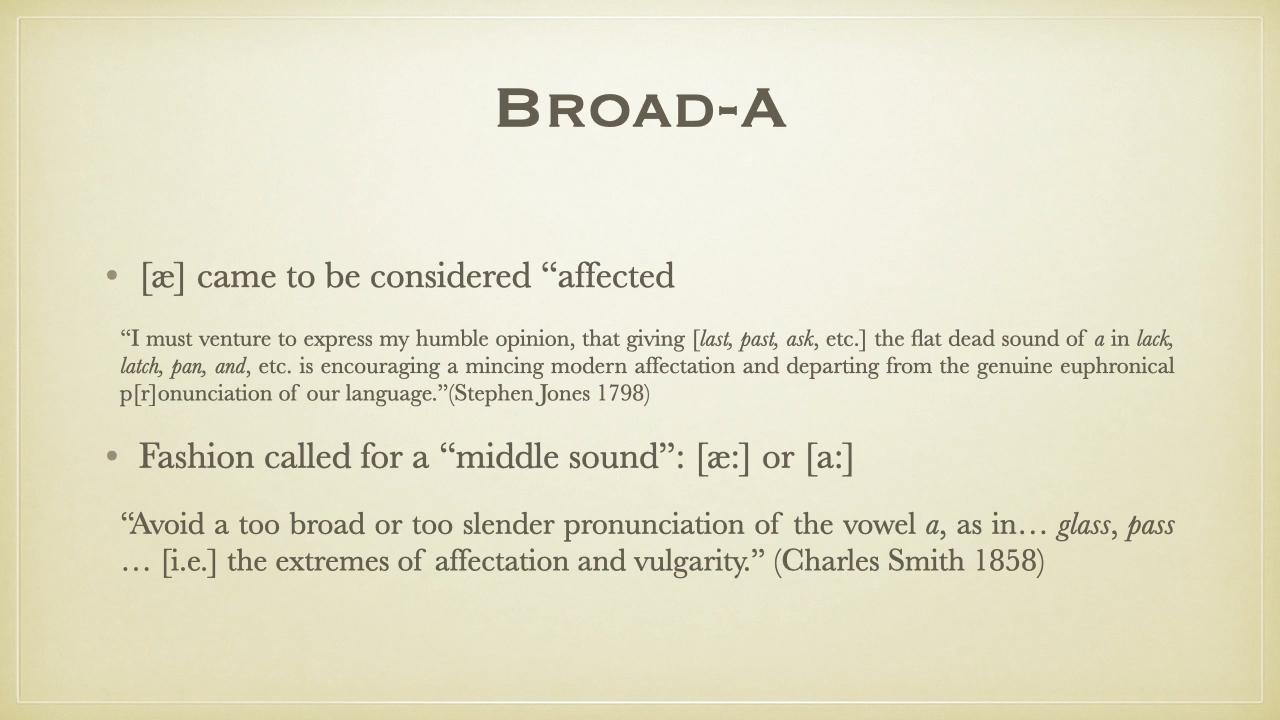 BROAD-A
• [æ] came to be considered “affected
“I must venture to express my humble opinion, that giving [last, past, ask, etc.] the flat dead sound of a in lack,
latch, pan, and, etc. is encouraging a mincing modern affectation and departing from the genuine euphronical
p[r]onunciation of our language.”(Stephen Jones 1798)
• Fashion called for a “middle sound”: [æ:] or [a:]
“Avoid a too broad or too slender pronunciation of the vowel a, as in… glass, pass
… [i.e.] the extremes of affectation and vulgarity.” (Charles Smith 1858)